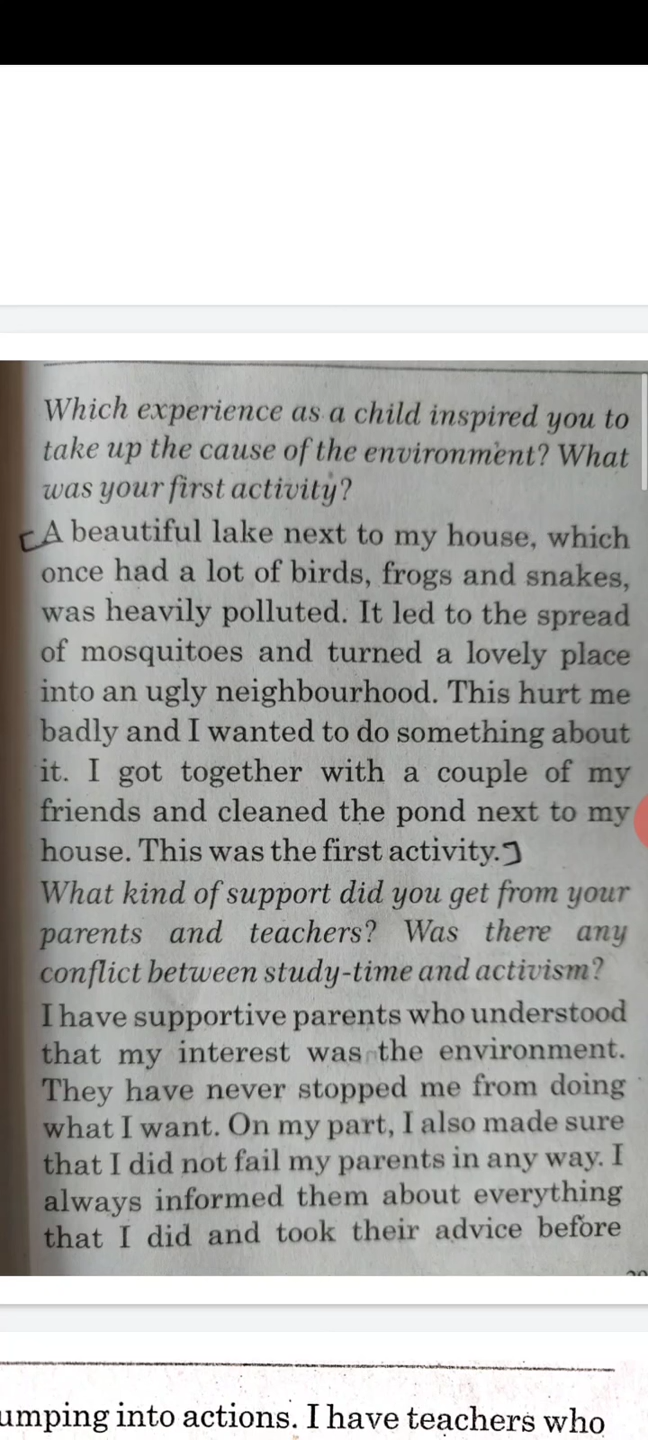 Which experience as a child inspired you to
take up the cause of the environment? What
was your first activity?
[A beautiful lake next to my house, which
once had a lot of birds, frogs and snakes,
was heavily polluted. It led to the spread
of mosquitoes and turned a lovely place
into an ugly neighbourhood. This hurt me
badly and I wanted to do something about
it. I got together with a couple of my
friends and cleaned the pond next to my
house. This was the first activity.]
What kind of support did you get from your
parents and teachers? Was there any
conflict between study-time and activism?
I have supportive parents who understood
that my interest was the environment.
They have never stopped me from doing
what I want. On my part, I also made sure
that I did not fail my parents in any way. I
always informed them about everything
that I did and took their advice before
into actions. I have teachers who